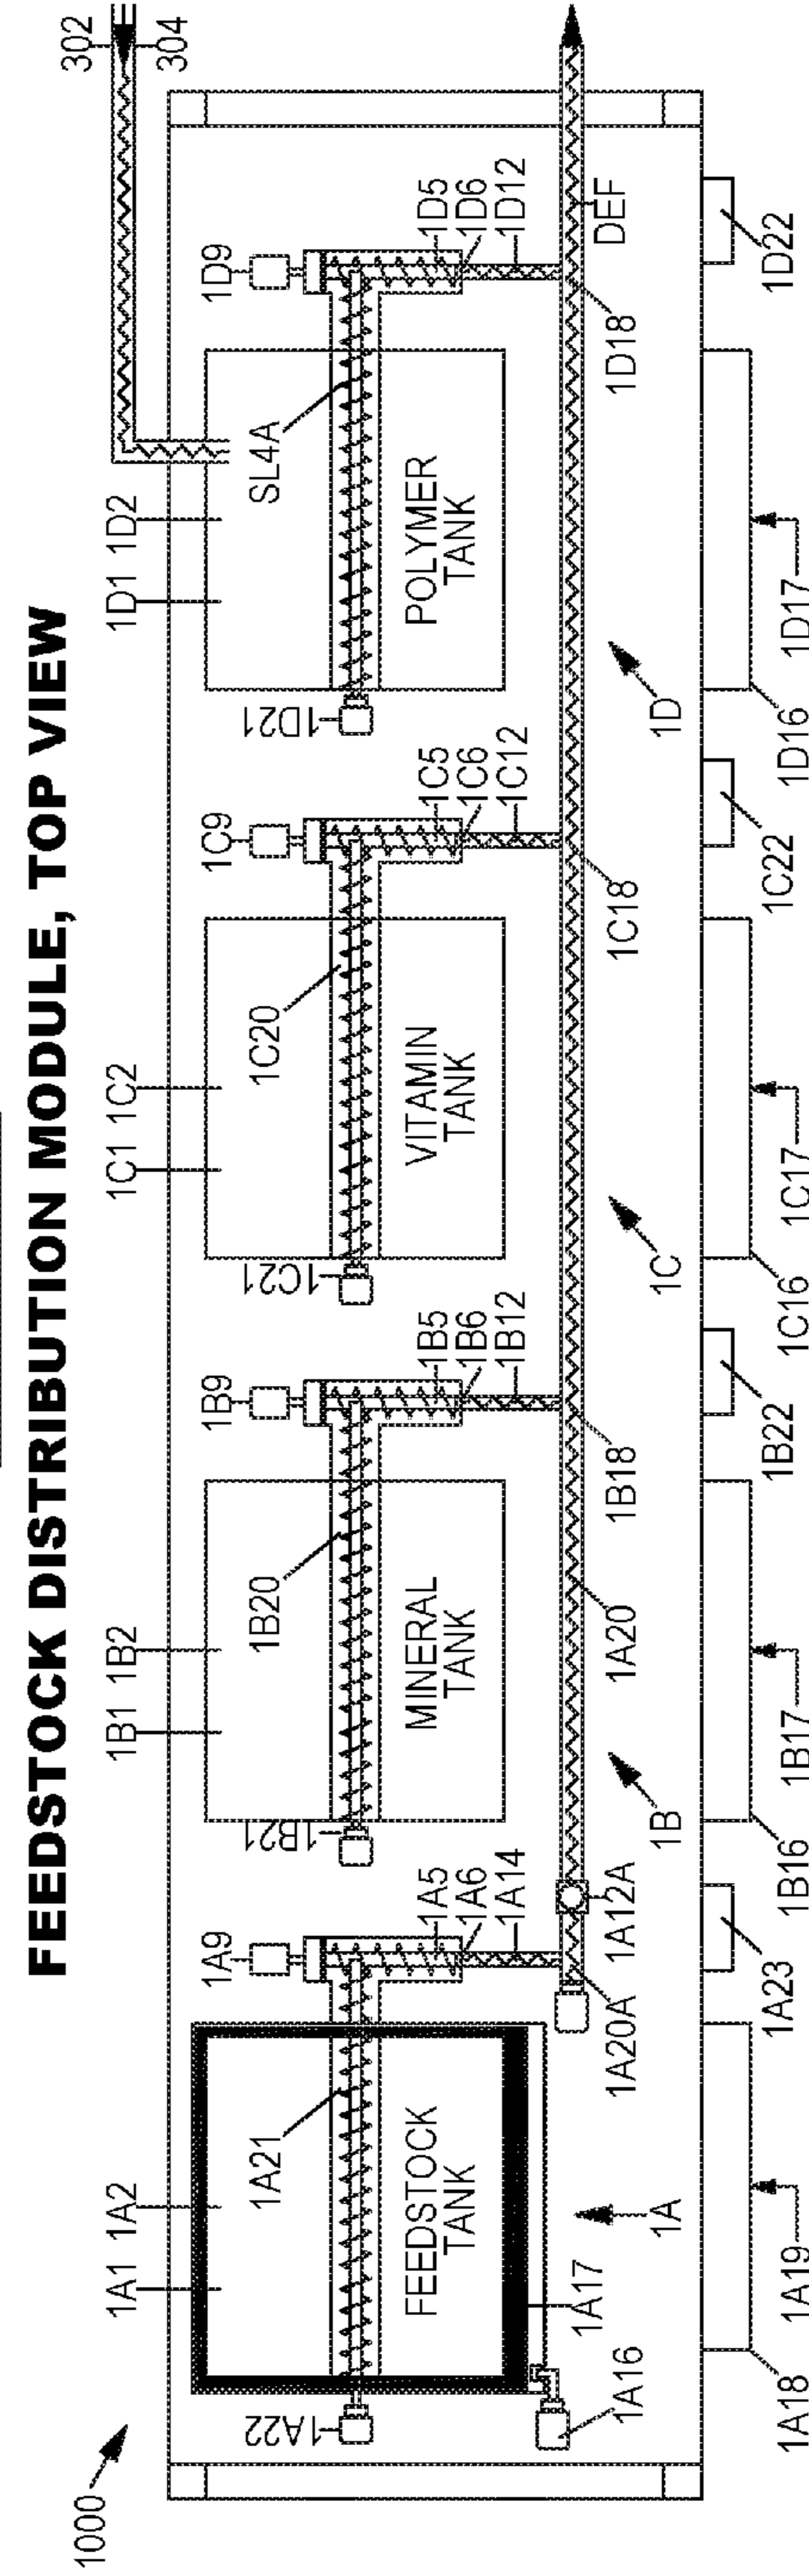 FEEDSTOCK DISTRIBUTION MODULE, TOP VIEW
1000
1A1 1A2
1B1 1B2
1C1 1C2
1D1 1D2
302
304
1A22
1A9
1B21
1B9
1C21
1C9
1D21
1D9
1A21
1B20
1C20
SL4A
FEEDSTOCK
TANK
1A5
1A6
1A14
MINERAL
TANK
1B5
1B6
1B12
VITAMIN
TANK
1C5
1C6
1C12
POLYMER
TANK
1D5
1D6
1D12
1A16
1A17
1A20A
1A12A
1A20
1B18
1C18
1D18
DEF
1A
1B
1C
1D
1A18
1A19
1A23
1B16
1B17
1B22
1C16
1C17
1C22
1D16
1D17
1D22